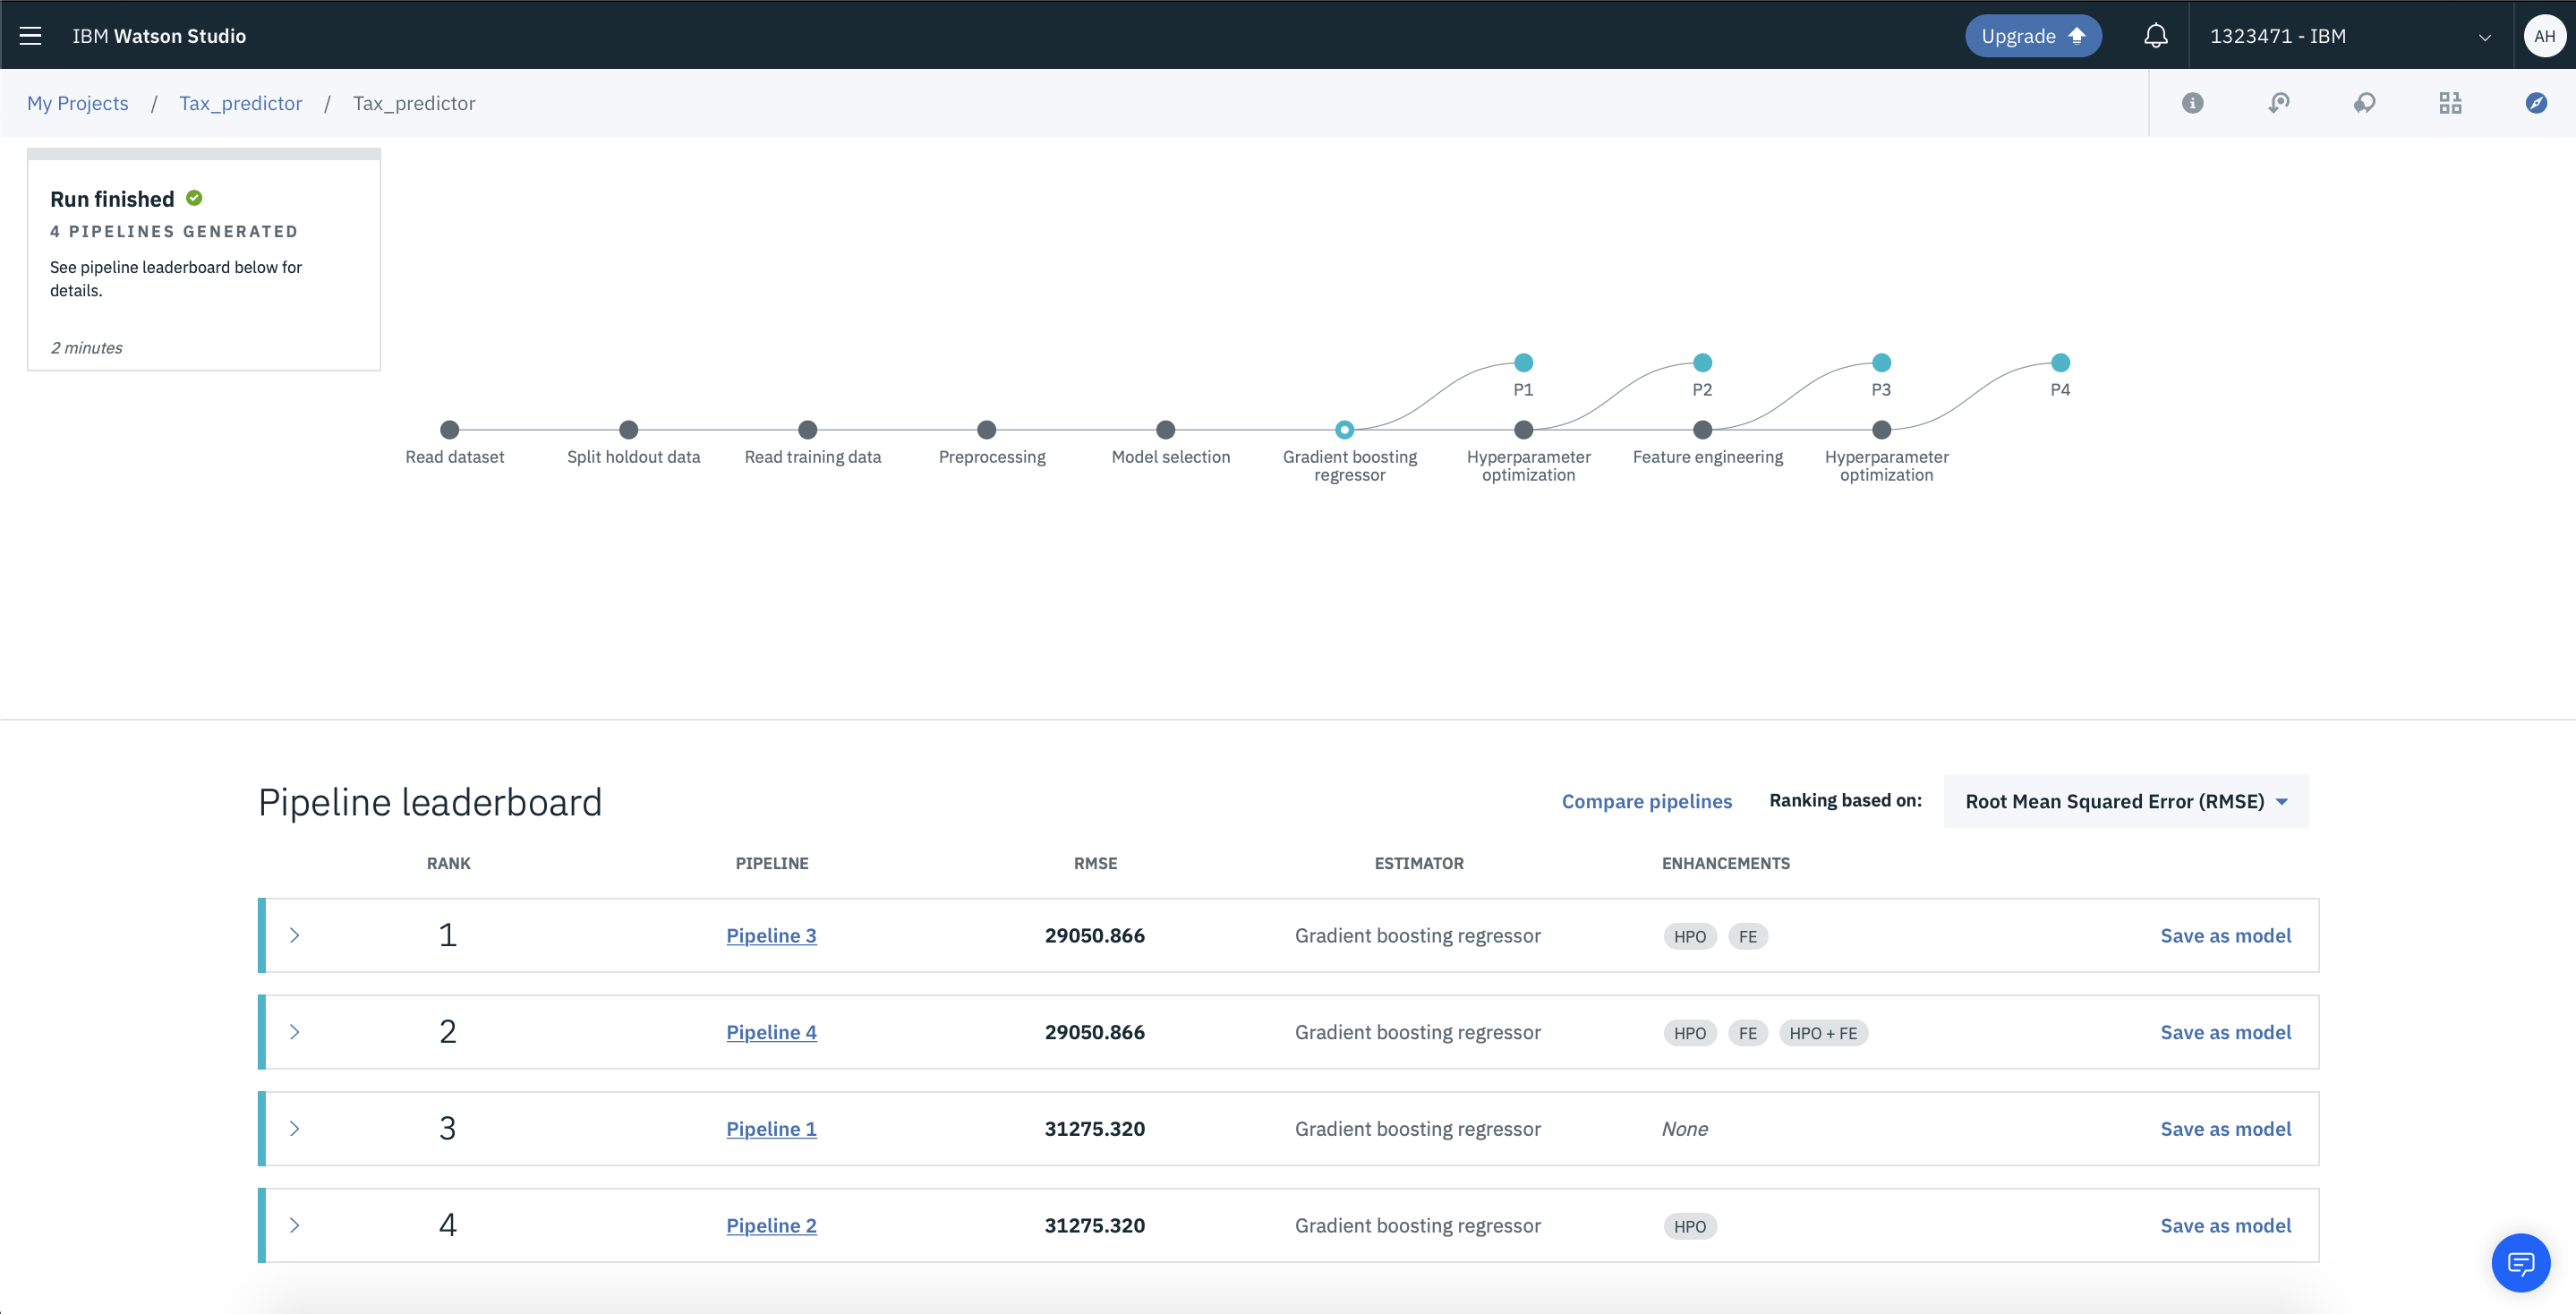 IBM Watson Studio
Upgrade
1323471 - IBM
AH
My Projects / Tax_predictor / Tax_predictor
Run finished
4 PIPELINES GENERATED
See pipeline leaderboard below for
details.
2 minutes
P1
P2
P3
P4
Read dataset
Split holdout data
Read training data
Preprocessing
Model selection
Gradient boosting
regressor
Hyperparameter
optimization
Feature engineering
Hyperparameter
optimization
Pipeline leaderboard
Compare pipelines
Ranking based on:
Root Mean Squared Error (RMSE)
RANK PIPELINE RMSE ESTIMATOR ENHANCEMENTS
1 Pipeline 3 29050.866 Gradient boosting regressor HPO FE Save as model
2 Pipeline 4 29050.866 Gradient boosting regressor HPO FE HPO + FE Save as model
3 Pipeline 1 31275.320 Gradient boosting regressor None Save as model
4 Pipeline 2 31275.320 Gradient boosting regressor HPO Save as model